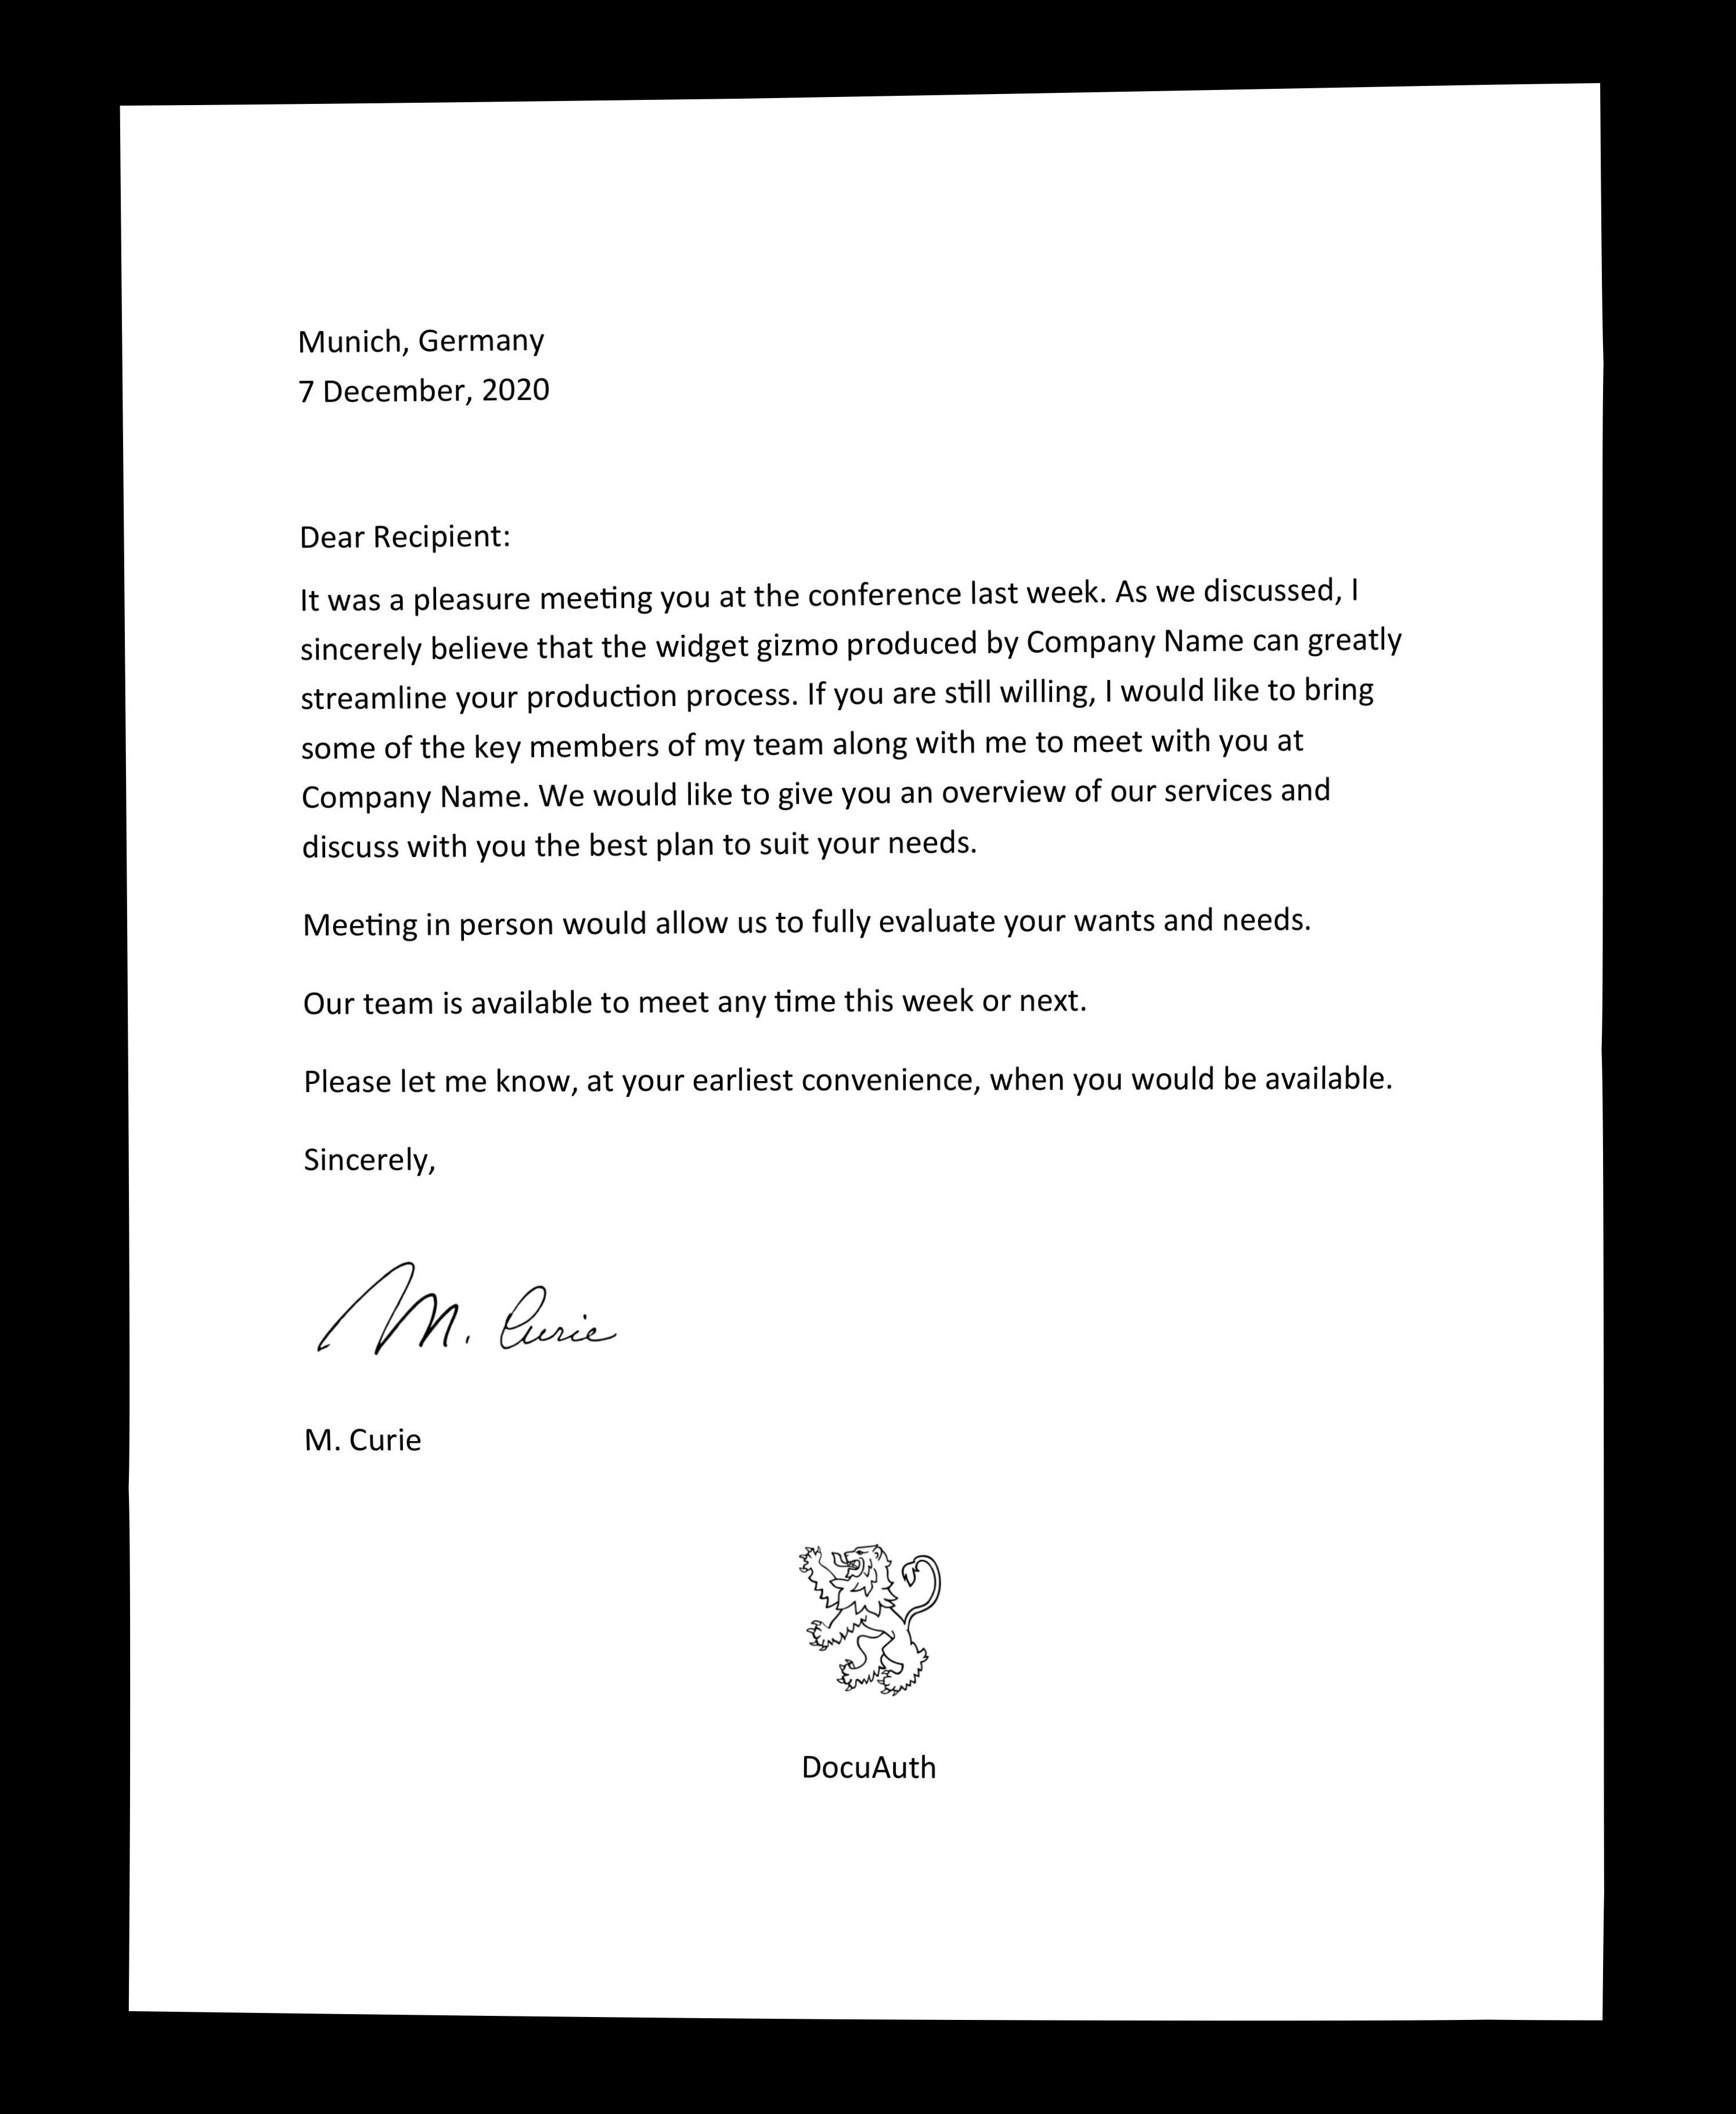 Munich, Germany
7 December, 2020
Dear Recipient:
It was a pleasure meeting you at the conference last week. As we discussed, I
sincerely believe that the widget gizmo produced by Company Name can greatly
streamline your production process. If you are still willing, I would like to bring
some of the key members of my team along with me to meet with you at
Company Name. We would like to give you an overview of our services and
discuss with you the best plan to suit your needs.
Meeting in person would allow us to fully evaluate your wants and needs.
Our team is available to meet any time this week or next.
Please let me know, at your earliest convenience, when you would be available.
Sincerely,
M. Curie
M. Curie
DocuAuth